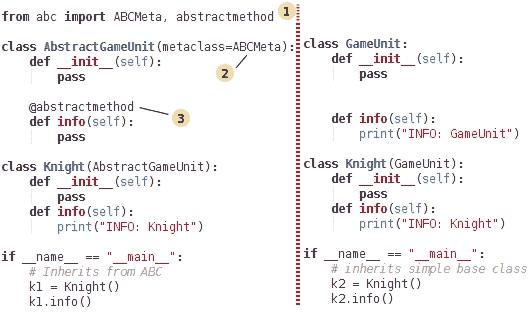 from abc import ABCMeta, abstractmethod 1
class AbstractGameUnit(metaclass=ABCMeta):
    def __init__(self):
        pass
2
    @abstractmethod
3
    def info(self):
        pass
class Knight(AbstractGameUnit):
    def __init__(self):
        pass
    def info(self):
        print("INFO: Knight")
if __name__ == "__main__":
    # Inherits from ABC
    k1 = Knight()
    k1.info()
class GameUnit:
    def __init__(self):
        pass
    def info(self):
        print("INFO: GameUnit")
class Knight(GameUnit):
    def __init__(self):
        pass
    def info(self):
        print("INFO: Knight")
if __name__ == "__main__":
    # inherits simple base class
    k2 = Knight()
    k2.info()